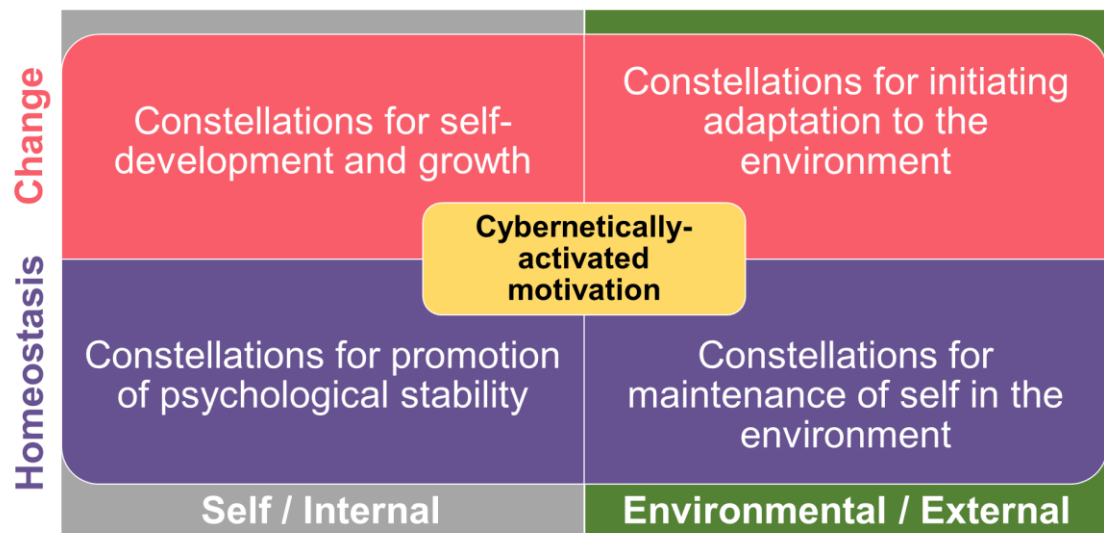 Change
Constellations for self-
development and growth
Constellations for initiating
adaptation to the
environment
Cybernetically-
activated
motivation
Homeostasis
Constellations for promotion
of psychological stability
Constellations for
maintenance of self in the
environment
Self / Internal
Environmental / External